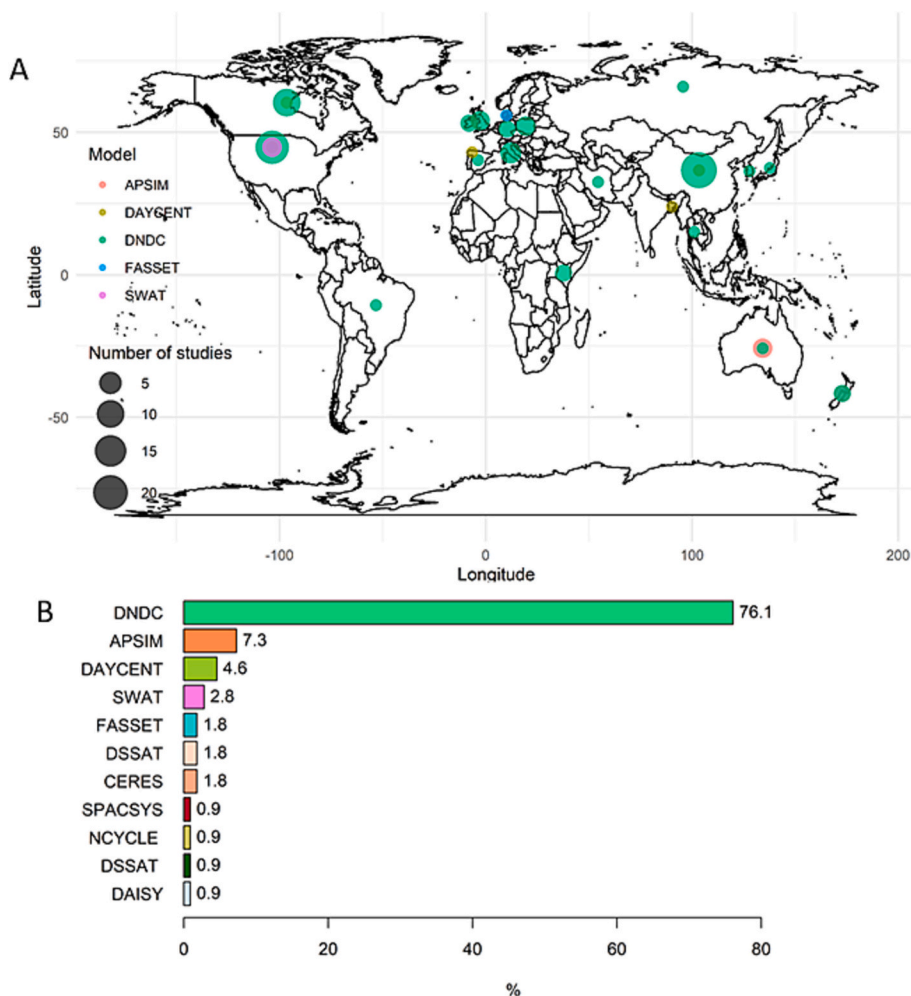 A
50
0
-50
Latitude
Model
APSIM
DAYCENT
DNDC
FASSET
SWAT
Number of studies
5
10
15
20
-100 0 100 200
Longitude
B
DNDC 76.1
APSIM 7.3
DAYCENT 4.6
SWAT 2.8
FASSET 1.8
DSSAT 1.8
CERES 1.8
SPACSYS 0.9
NCYCLE 0.9
DSSAT 0.9
DAISY 0.9
0 20 40 60 80
%